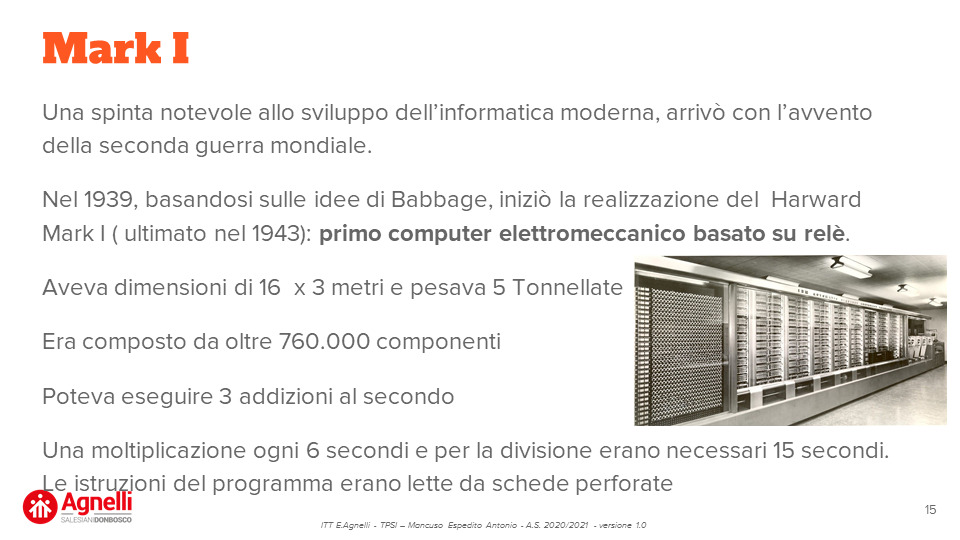 Mark I
Una spinta notevole allo sviluppo dell’informatica moderna, arrivò con l’avvento
della seconda guerra mondiale.
Nel 1939, basandosi sulle idee di Babbage, iniziò la realizzazione del  Harward
Mark I ( ultimato nel 1943): primo computer elettromeccanico basato su relè.
Aveva dimensioni di 16  x 3 metri e pesava 5 Tonnellate
Era composto da oltre 760.000 componenti
Poteva eseguire 3 addizioni al secondo
Una moltiplicazione ogni 6 secondi e per la divisione erano necessari 15 secondi.
Le istruzioni del programma erano lette da schede perforate
Agnelli
SALESIANIDONBOSCO
ITT E.Agnelli - TPSI – Mancuso Espedito Antonio - A.S. 2020/2021 - versione 1.0
15